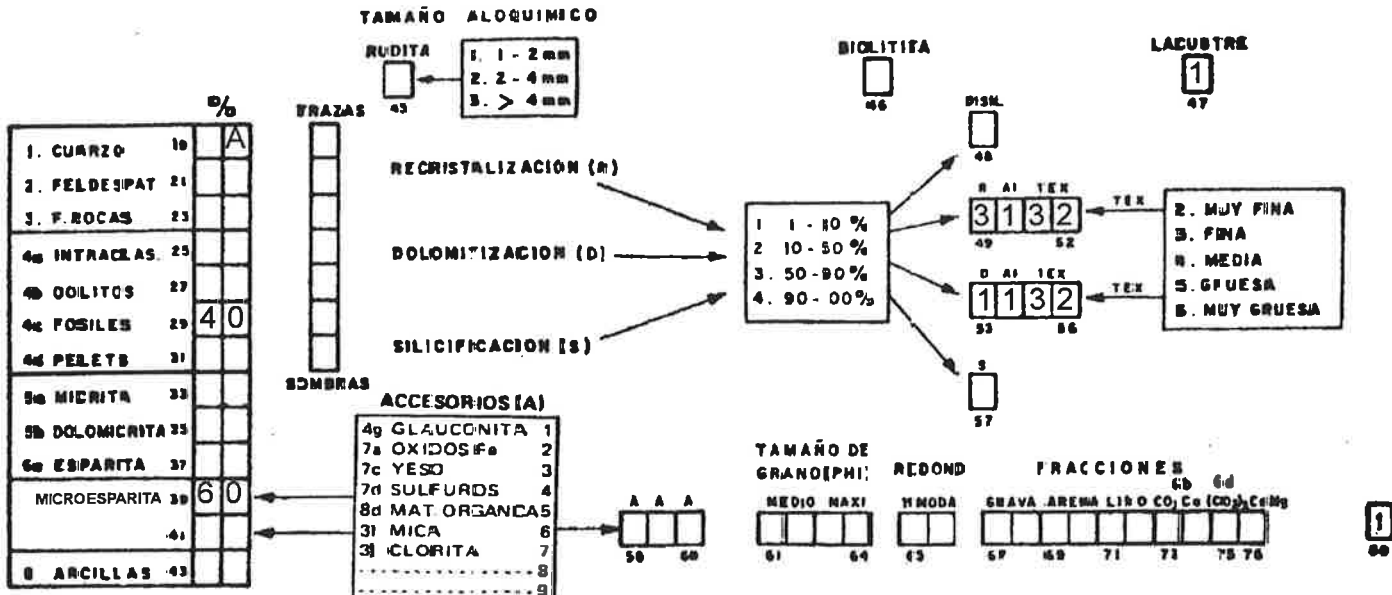 TAMAÑO ALOQUIMICO
RUDITA
45
1. 1 - 2 mm
2. 2 - 4 mm
3. > 4 mm
BIOLITITA
46
LACUSTRE
1
47
%
1. CUARZO 19 A
2. FELDESPAT 21
3. F. ROCAS 23
4a INTRACLAS. 25
4b OOLITOS 27
4c FOSILES 29 4 0
4d PELETS 31
5a MICRITA 33
5b DOLOMICRITA 35
6a ESPARITA 37
MICROESPARITA 39 6 0
41
8 ARCILLAS 43
TRAZAS
SOMBRAS
RECRISTALIZACION (R)
DOLOMITIZACION (D)
SILICIFICACION (S)
1 1 - 10 %
2 10 - 50 %
3. 50 - 90 %
4. 90 - 00 %
DISM.
48
R AI TEX
3 1 3 2
49 52
TEX
D AI TEX
1 1 3 2
53 56
TEX
S
57
2. MUY FINA
3. FINA
4. MEDIA
5. GRUESA
6. MUY GRUESA
ACCESORIOS (A)
4g GLAUCONITA 1
7a OXIDOS Fe 2
7c YESO 3
7d SULFUROS 4
8d MAT. ORGANICA 5
3i MICA 6
3j CLORITA 7
8
9
A A A
58 60
TAMAÑO DE
GRANO (PHI)
MEDIO MAXI
61 64
REDOND
M MODA
65
FRACCIONES
6b 6d
GRAVA ARENA LIMO CO3 Ca (CO3)2 Ca Mg
67 69 71 73 75 76
1
80